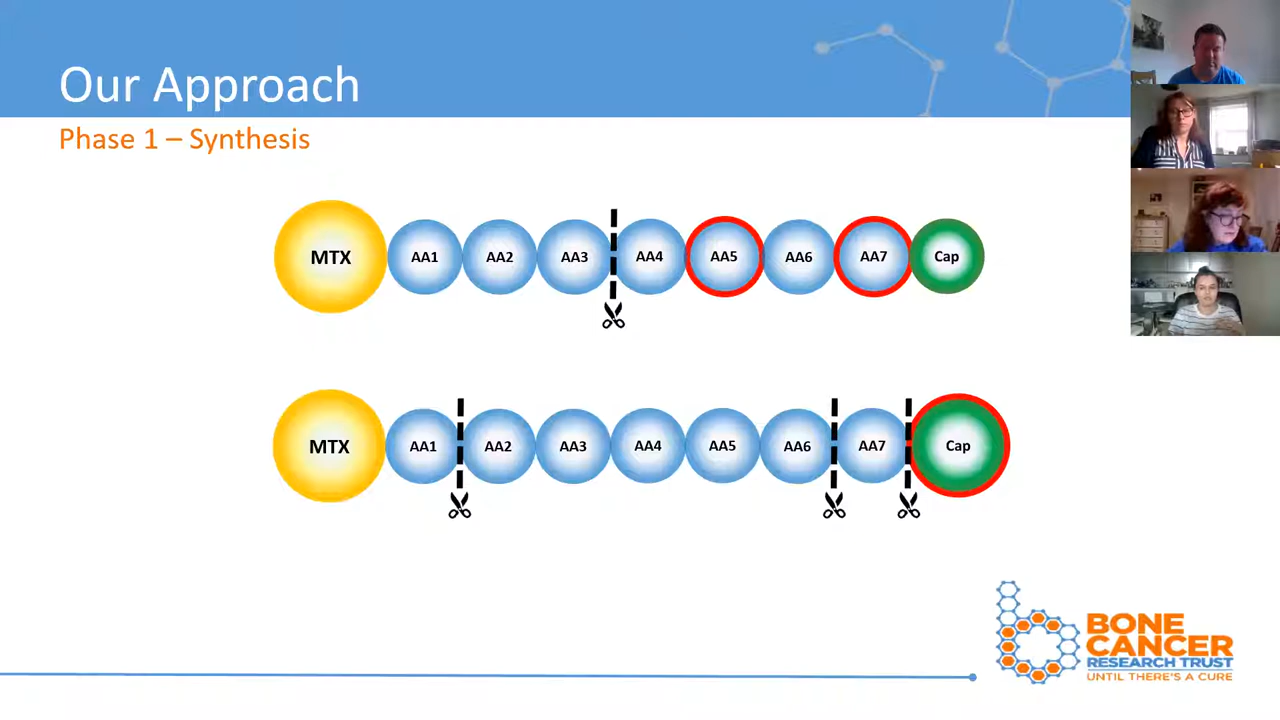 Our Approach
Phase 1 – Synthesis
MTX AA1 AA2 AA3 AA4 AA5 AA6 AA7 Cap
MTX AA1 AA2 AA3 AA4 AA5 AA6 AA7 Cap
BONE
CANCER
RESEARCH TRUST
UNTIL THERE'S A CURE